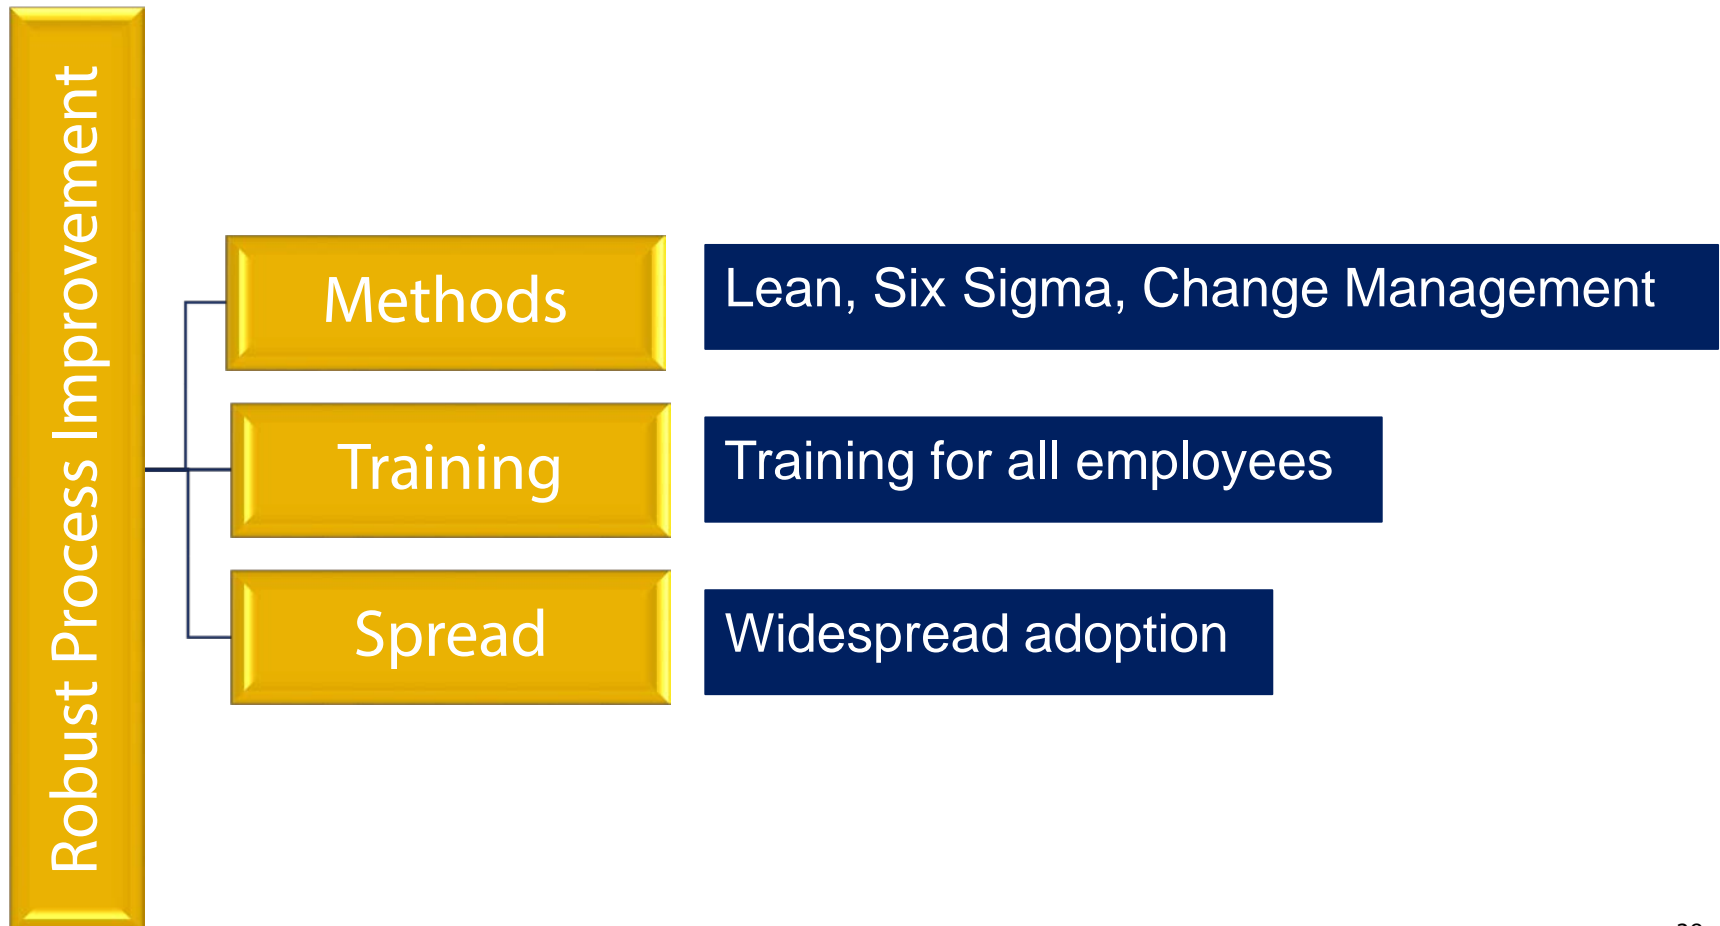 Robust Process Improvement
Methods
Lean, Six Sigma, Change Management
Training
Training for all employees
Spread
Widespread adoption